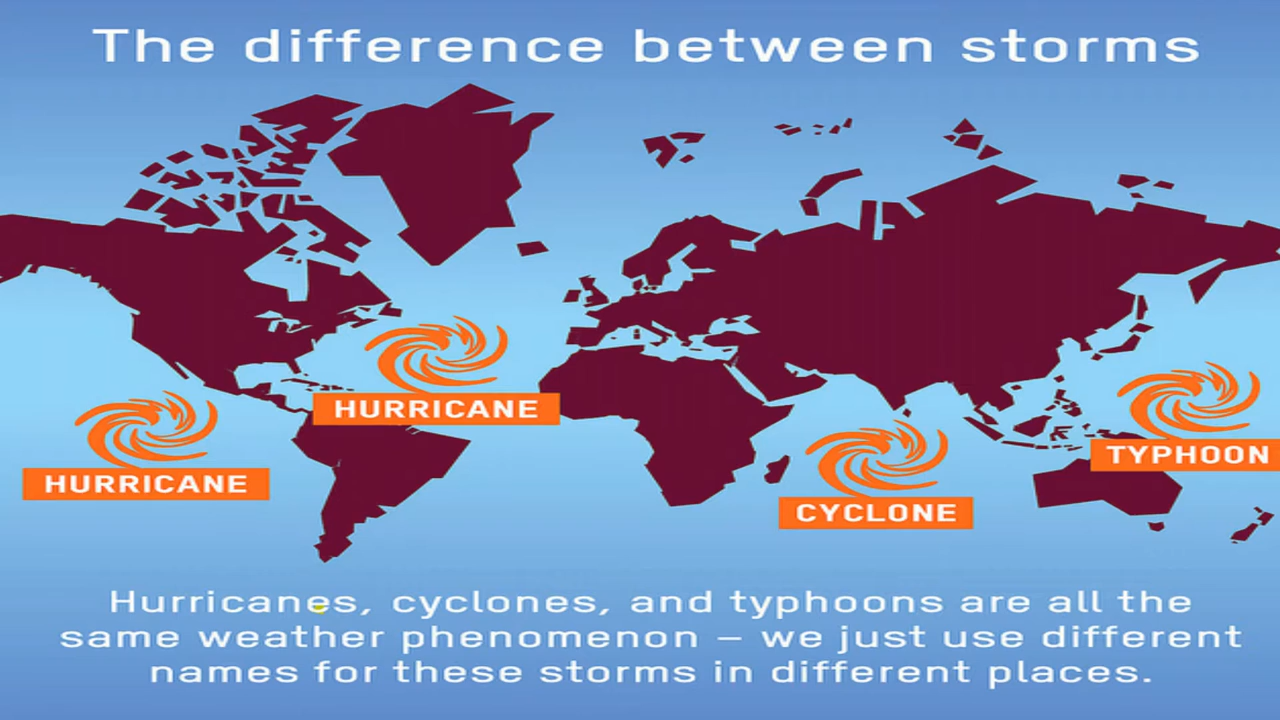 The difference between storms
HURRICANE
TYPHOON
HURRICANE
CYCLONE
Hurricanes, cyclones, and typhoons are all the
same weather phenomenon – we just use different
names for these storms in different places.